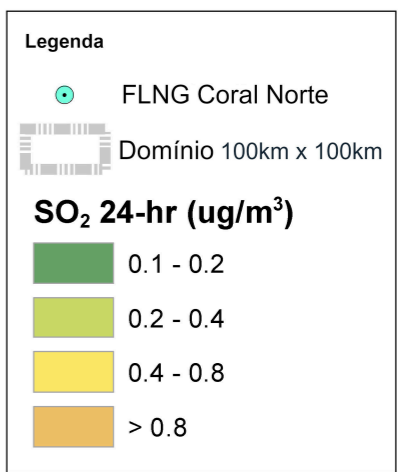 Legenda
FLNG Coral Norte
Domínio 100km x 100km
SO₂ 24-hr (ug/m³)
0.1 - 0.2
0.2 - 0.4
0.4 - 0.8
> 0.8